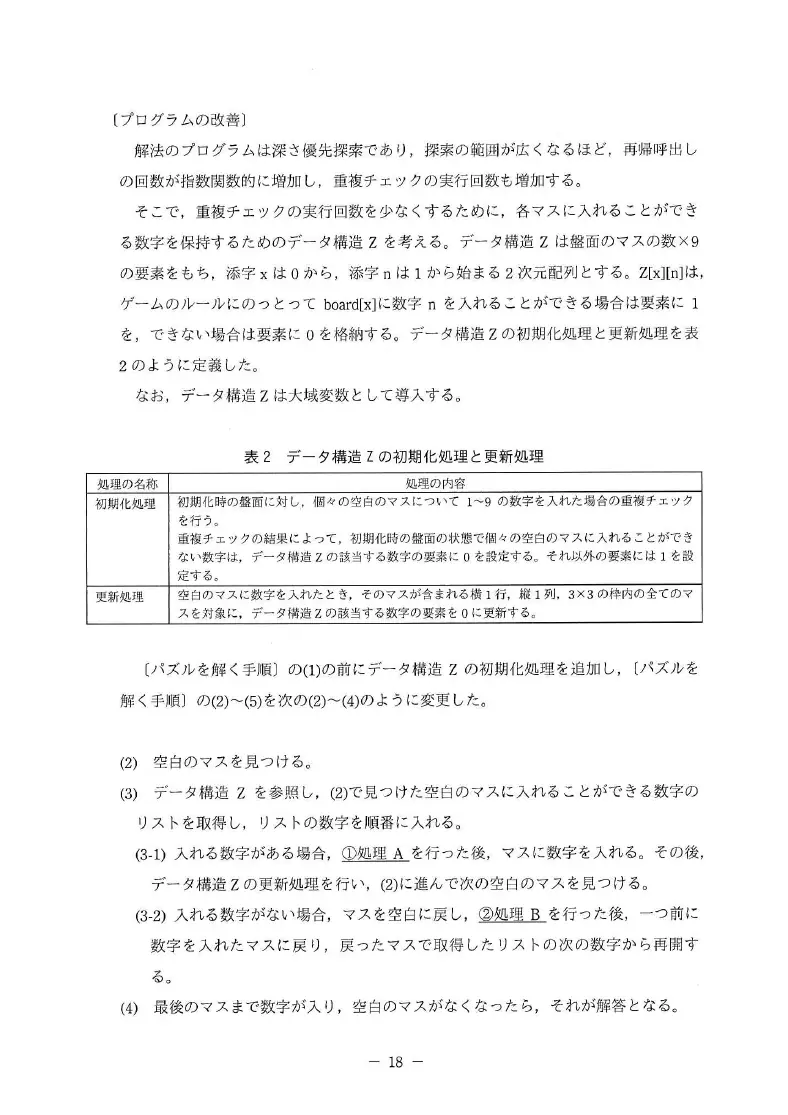 〔プログラムの改善〕
解法のプログラムは深さ優先探索であり，探索の範囲が広くなるほど，再帰呼出し
の回数が指数関数的に増加し，重複チェックの実行回数も増加する。
そこで，重複チェックの実行回数を少なくするために，各マスに入れることができ
る数字を保持するためのデータ構造 Z を考える。データ構造 Z は盤面のマスの数×9
の要素をもち，添字 x は 0 から，添字 n は 1 から始まる 2 次元配列とする。Z[x][n]は，
ゲームのルールにのっとって board[x]に数字 n を入れることができる場合は要素に 1
を，できない場合は要素に 0 を格納する。データ構造 Z の初期化処理と更新処理を表
2 のように定義した。
なお，データ構造 Z は大域変数として導入する。
表 2 データ構造 Z の初期化処理と更新処理
処理の名称 処理の内容
初期化処理 初期化時の盤面に対し，個々の空白のマスについて 1～9 の数字を入れた場合の重複チェック
を行う。
重複チェックの結果によって，初期化時の盤面の状態で個々の空白のマスに入れることができ
ない数字は，データ構造 Z の該当する数字の要素に 0 を設定する。それ以外の要素には 1 を設
定する。
更新処理 空白のマスに数字を入れたとき，そのマスが含まれる横 1 行，縦 1 列，3×3 の枠内の全てのマ
スを対象に，データ構造 Z の該当する数字の要素を 0 に更新する。
〔パズルを解く手順〕の(1)の前にデータ構造 Z の初期化処理を追加し，〔パズルを
解く手順〕の(2)～(5)を次の(2)～(4)のように変更した。
(2) 空白のマスを見つける。
(3) データ構造 Z を参照し，(2)で見つけた空白のマスに入れることができる数字の
リストを取得し，リストの数字を順番に入れる。
(3-1) 入れる数字がある場合，①処理 A を行った後，マスに数字を入れる。その後，
データ構造 Z の更新処理を行い，(2)に進んで次の空白のマスを見つける。
(3-2) 入れる数字がない場合，マスを空白に戻し，②処理 B を行った後，一つ前に
数字を入れたマスに戻り，戻ったマスで取得したリストの次の数字から再開す
る。
(4) 最後のマスまで数字が入り，空白のマスがなくなったら，それが解答となる。
－ 18 －